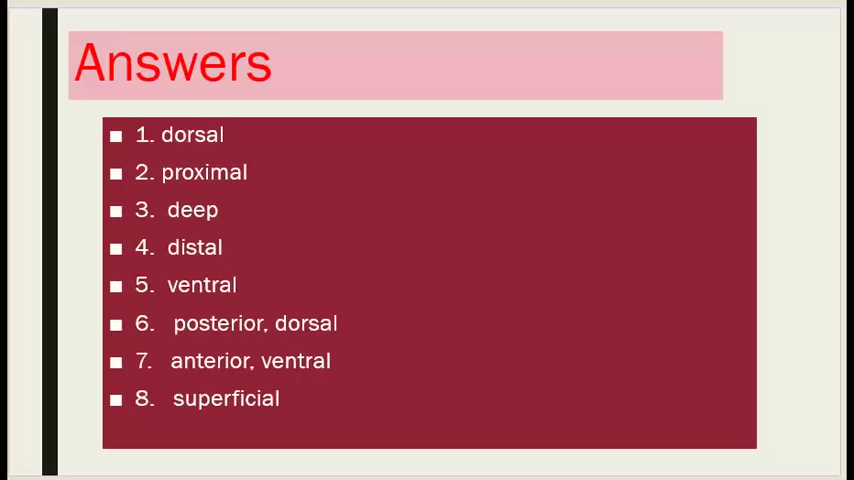 Answers
1. dorsal
2. proximal
3. deep
4. distal
5. ventral
6. posterior, dorsal
7. anterior, ventral
8. superficial